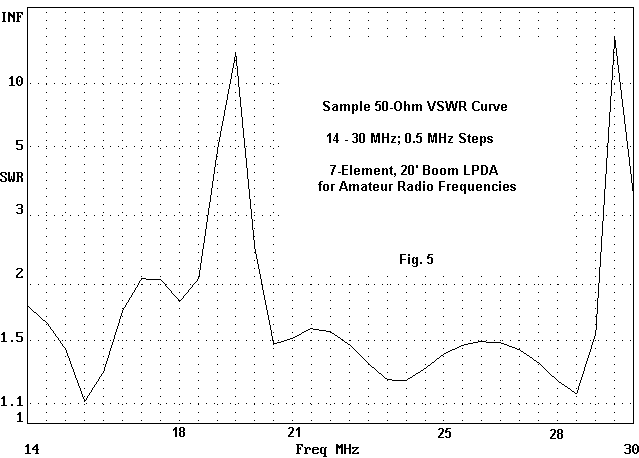 INF
10
5
SWR
3
2
1.5
1.1
1
Sample 50-Ohm VSWR Curve
14 - 30 MHz; 0.5 MHz Steps
7-Element, 20' Boom LPDA
for Amateur Radio Frequencies
Fig. 5
14 18 21 25 28 30
Freq MHz